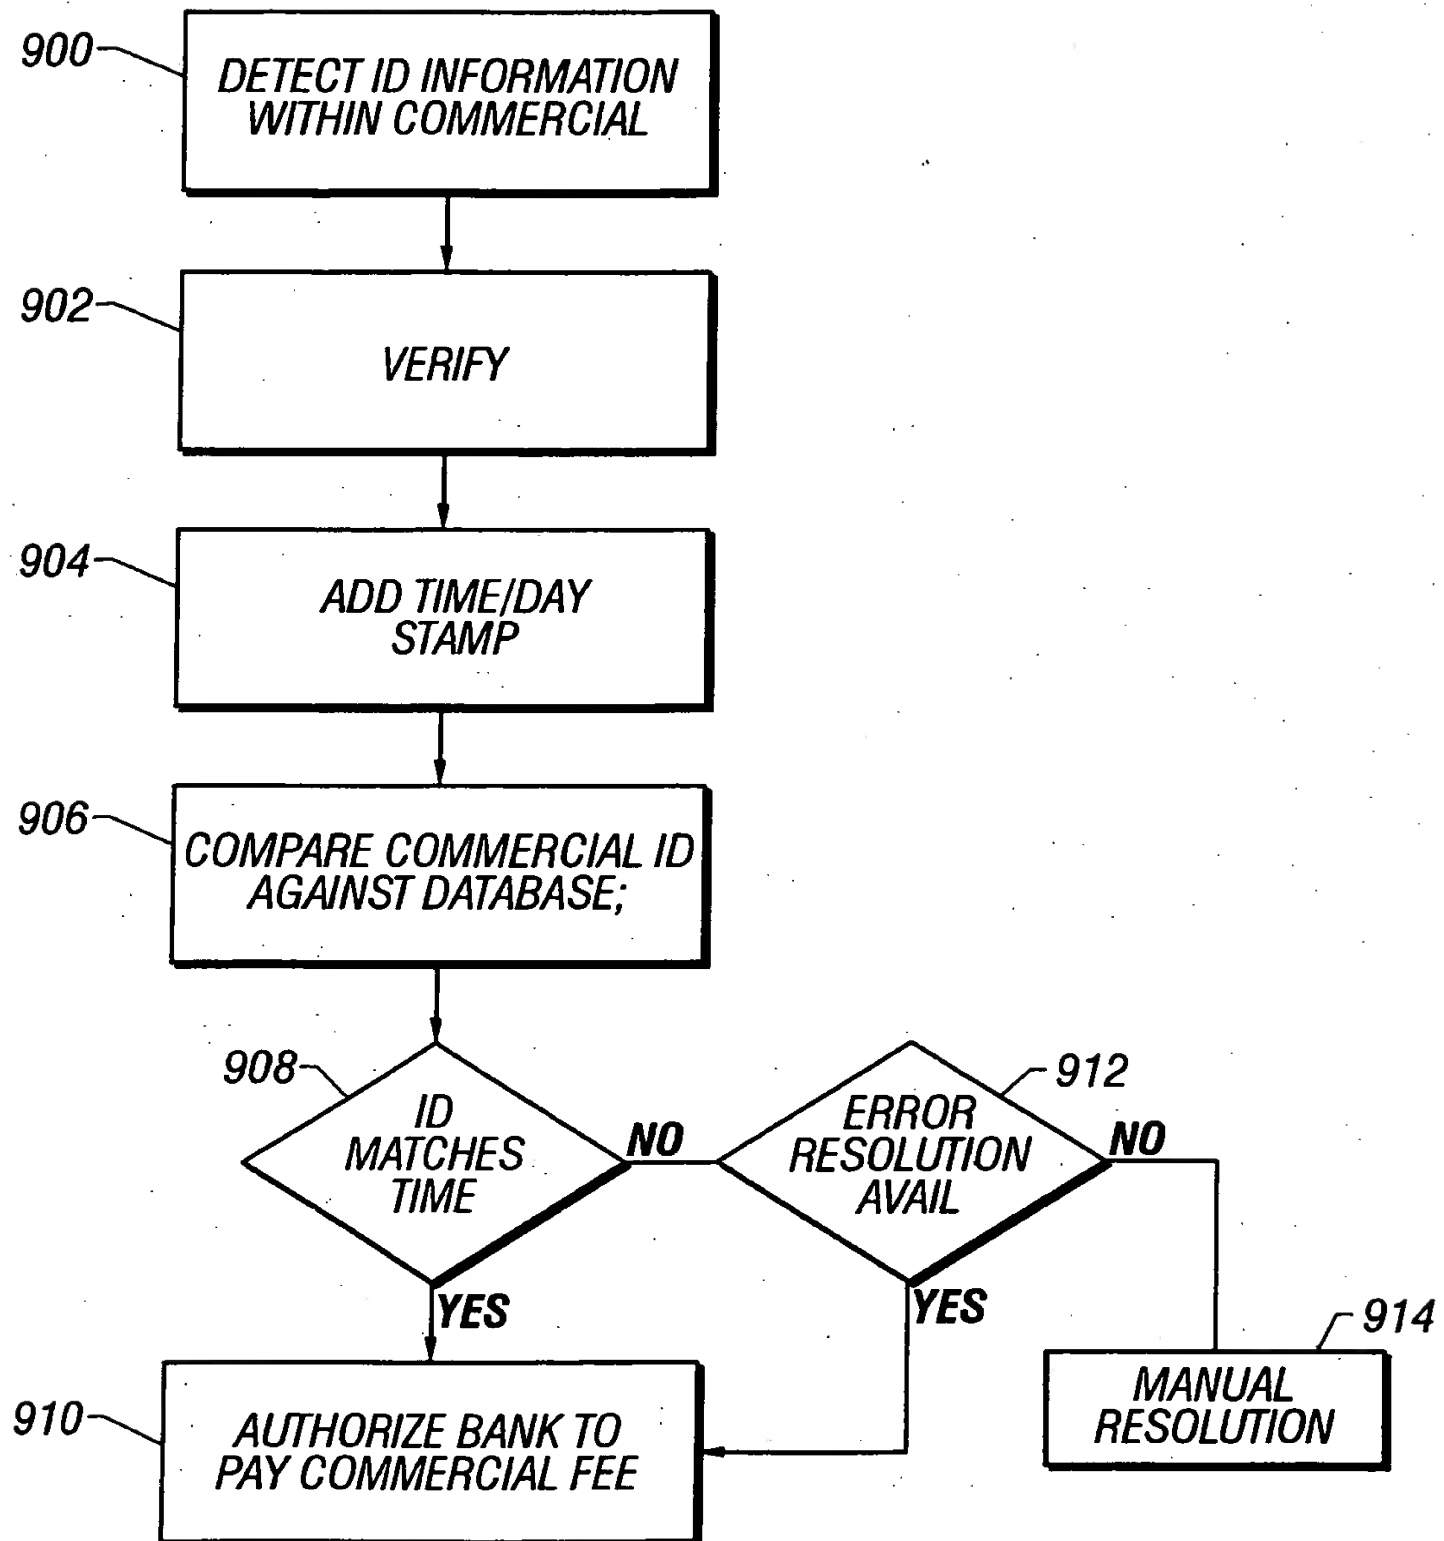 900
DETECT ID INFORMATION
WITHIN COMMERCIAL
902
VERIFY
904
ADD TIME/DAY
STAMP
906
COMPARE COMMERCIAL ID
AGAINST DATABASE;
908
ID
MATCHES
TIME
NO
YES
912
ERROR
RESOLUTION
AVAIL
NO
YES
910
AUTHORIZE BANK TO
PAY COMMERCIAL FEE
914
MANUAL
RESOLUTION